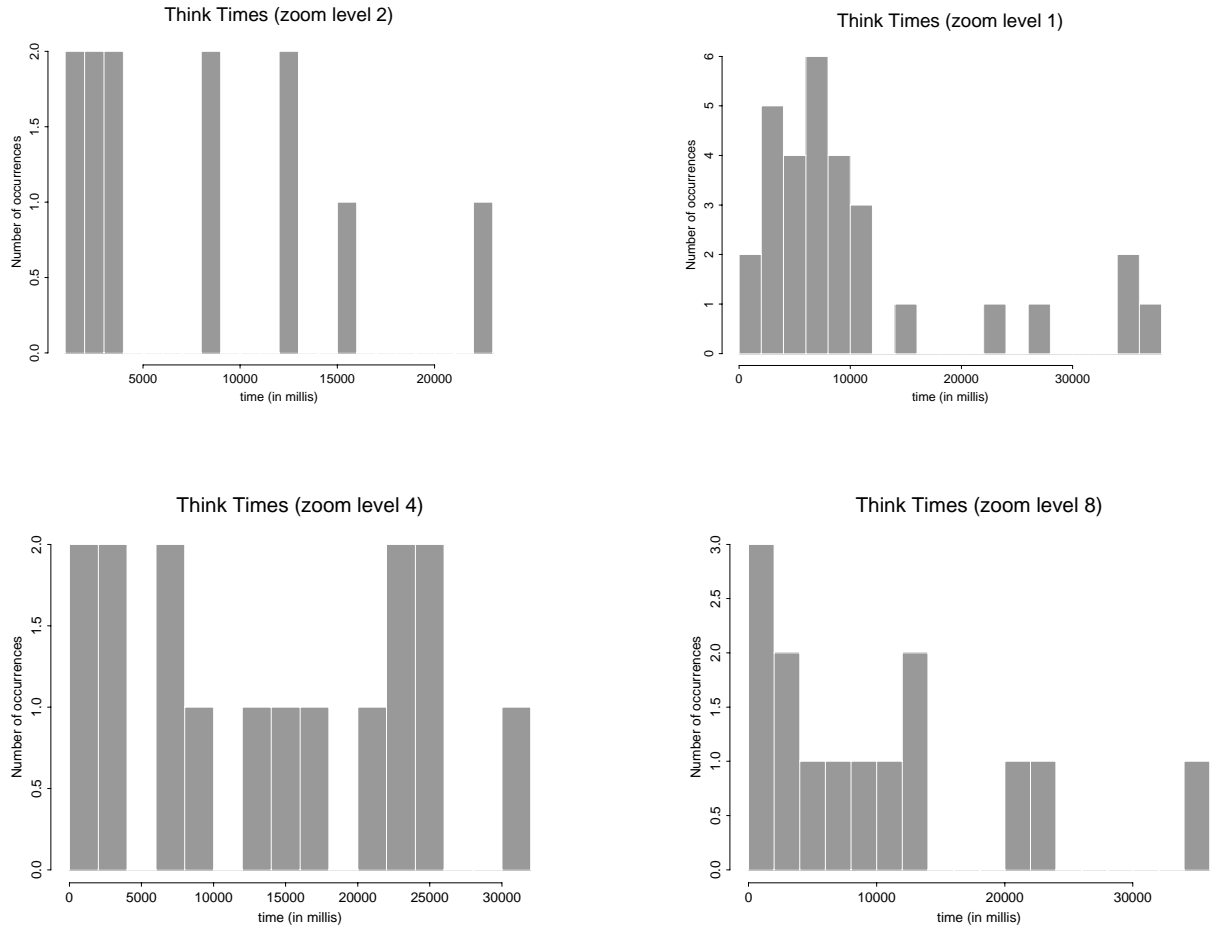 Think Times (zoom level 2)
Number of occurrences
0.0 0.5 1.0 1.5 2.0
5000 10000 15000 20000
time (in millis)
Think Times (zoom level 1)
Number of occurrences
0 1 2 3 4 5 6
0 10000 20000 30000
time (in millis)
Think Times (zoom level 4)
Number of occurrences
0.0 0.5 1.0 1.5 2.0
0 5000 10000 15000 20000 25000 30000
time (in millis)
Think Times (zoom level 8)
Number of occurrences
0.0 0.5 1.0 1.5 2.0 2.5 3.0
0 10000 20000 30000
time (in millis)